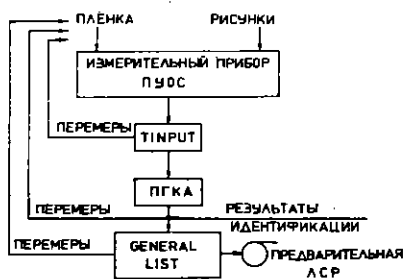 ПЛЁНКА РИСУНКИ
ИЗМЕРИТЕЛЬНЫЙ ПРИБОР
ПУОС
ПЕРЕМЕРЫ
TINPUT
ПГКА
ПЕРЕМЕРЫ РЕЗУЛЬТАТЫ
ИДЕНТИФИКАЦИИ
ПЕРЕМЕРЫ
GENERAL
LIST
ПРЕДВАРИТЕЛЬНАЯ
ЛСР